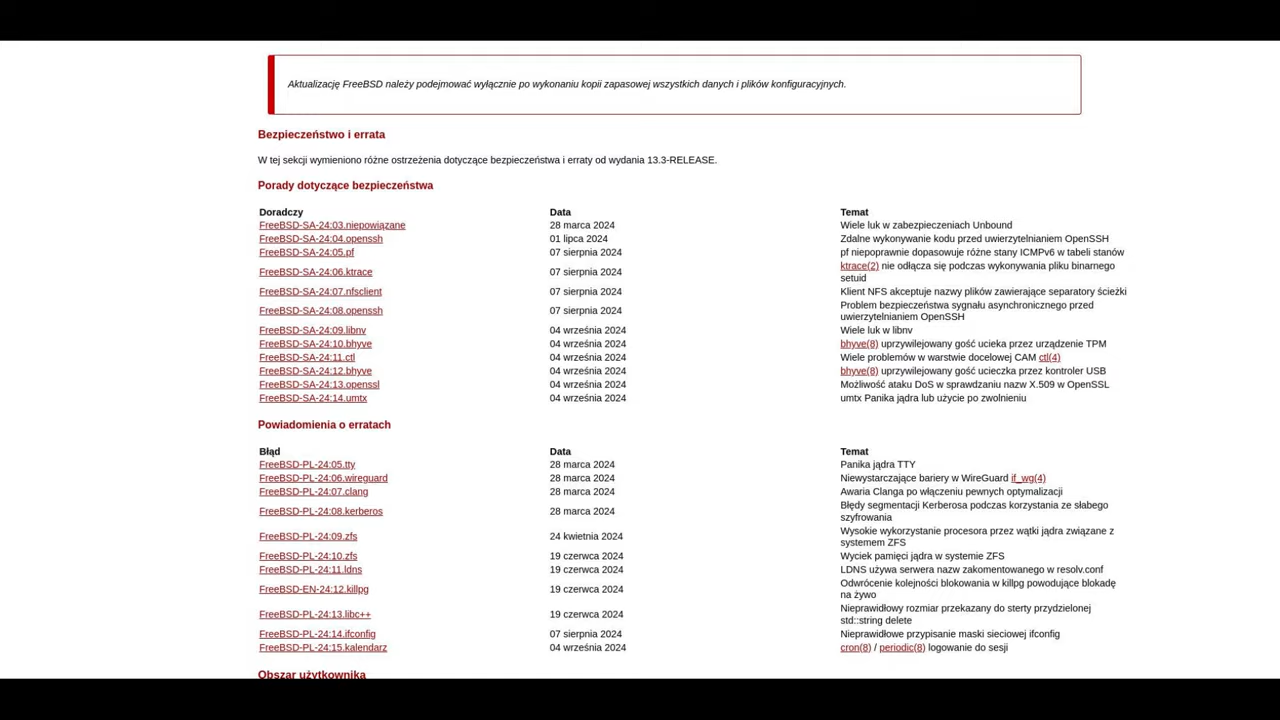 Aktualizację FreeBSD należy podejmować wyłącznie po wykonaniu kopii zapasowej wszystkich danych i plików konfiguracyjnych.
Bezpieczeństwo i errata
W tej sekcji wymieniono różne ostrzeżenia dotyczące bezpieczeństwa i erraty od wydania 13.3-RELEASE.
Porady dotyczące bezpieczeństwa
Doradczy Data Temat
FreeBSD-SA-24:03.niepowiązane 28 marca 2024 Wiele luk w zabezpieczeniach Unbound
FreeBSD-SA-24:04.openssh 01 lipca 2024 Zdalne wykonywanie kodu przed uwierzytelnianiem OpenSSH
FreeBSD-SA-24:05.pf 07 sierpnia 2024 pf niepoprawnie dopasowuje różne stany ICMPv6 w tabeli stanów
FreeBSD-SA-24:06.ktrace 07 sierpnia 2024 ktrace(2) nie odłącza się podczas wykonywania pliku binarnego
setuid
FreeBSD-SA-24:07.nfsclient 07 sierpnia 2024 Klient NFS akceptuje nazwy plików zawierające separatory ścieżki
FreeBSD-SA-24:08.openssh 07 sierpnia 2024 Problem bezpieczeństwa sygnału asynchronicznego przed
uwierzytelnianiem OpenSSH
FreeBSD-SA-24:09.libnv 04 września 2024 Wiele luk w libnv
FreeBSD-SA-24:10.bhyve 04 września 2024 bhyve(8) uprzywilejowany gość ucieka przez urządzenie TPM
FreeBSD-SA-24:11.ctl 04 września 2024 Wiele problemów w warstwie docelowej CAM ctl(4)
FreeBSD-SA-24:12.bhyve 04 września 2024 bhyve(8) uprzywilejowany gość ucieczka przez kontroler USB
FreeBSD-SA-24:13.openssl 04 września 2024 Możliwość ataku DoS w sprawdzaniu nazw X.509 w OpenSSL
FreeBSD-SA-24:14.umtx 04 września 2024 umtx Panika jądra lub użycie po zwolnieniu
Powiadomienia o erratach
Błąd Data Temat
FreeBSD-PL-24:05.tty 28 marca 2024 Panika jądra TTY
FreeBSD-PL-24:06.wireguard 28 marca 2024 Niewystarczające bariery w WireGuard if_wg(4)
FreeBSD-PL-24:07.clang 28 marca 2024 Awaria Clanga po włączeniu pewnych optymalizacji
FreeBSD-PL-24:08.kerberos 28 marca 2024 Błędy segmentacji Kerberosa podczas korzystania ze słabego
szyfrowania
FreeBSD-PL-24:09.zfs 24 kwietnia 2024 Wysokie wykorzystanie procesora przez wątki jądra związane z
systemem ZFS
FreeBSD-PL-24:10.zfs 19 czerwca 2024 Wyciek pamięci jądra w systemie ZFS
FreeBSD-PL-24:11.ldns 19 czerwca 2024 LDNS używa serwera nazw zakomentowanego w resolv.conf
FreeBSD-EN-24:12.killpg 19 czerwca 2024 Odwrócenie kolejności blokowania w killpg powodujące blokadę
na żywo
FreeBSD-PL-24:13.libc++ 19 czerwca 2024 Nieprawidłowy rozmiar przekazany do sterty przydzielonej
std::string delete
FreeBSD-PL-24:14.ifconfig 07 sierpnia 2024 Nieprawidłowe przypisanie maski sieciowej ifconfig
FreeBSD-PL-24:15.kalendarz 04 września 2024 cron(8) / periodic(8) logowanie do sesji
Obszar użytkownika